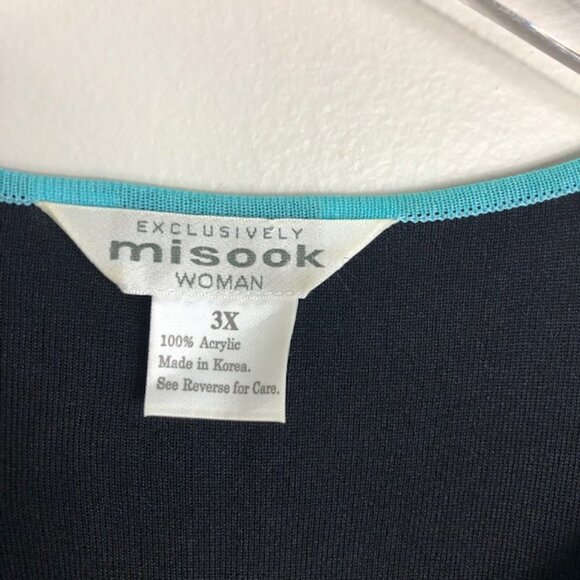 EXCLUSIVELY
misook
WOMAN
3X
100% Acrylic
Made in Korea.
See Reverse for Care.